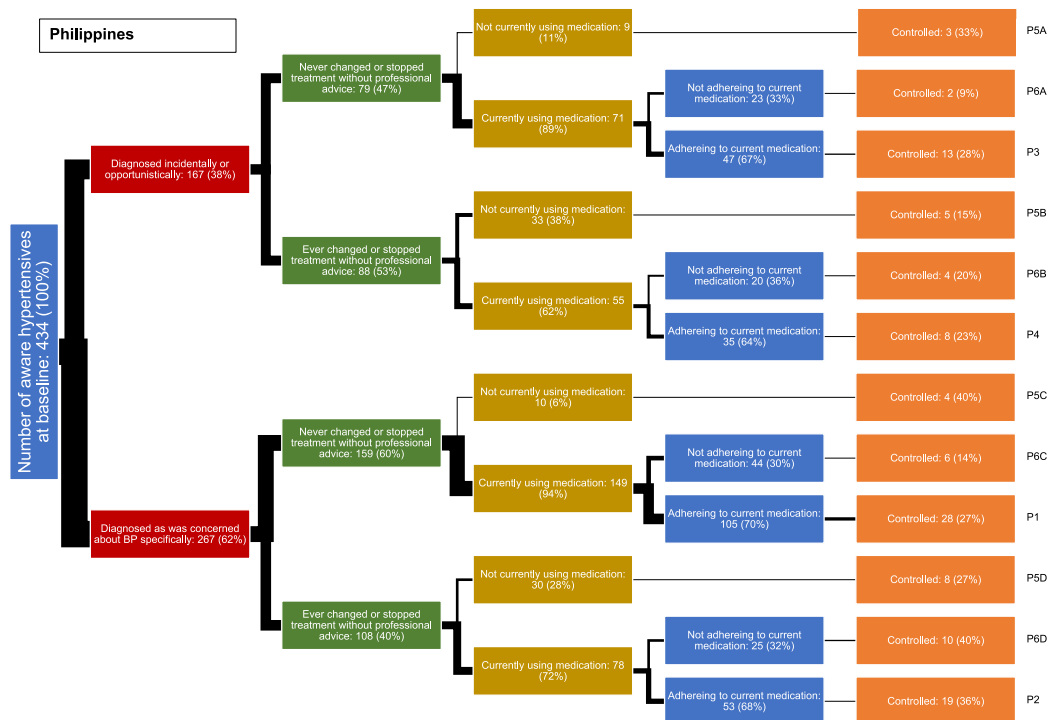 Philippines
Number of aware hypertensives
at baseline: 434 (100%)
Diagnosed incidentally or
opportunistically: 167 (38%)
Never changed or stopped
treatment without professional
advice: 79 (47%)
Not currently using medication: 9
(11%)
Controlled: 3 (33%)
P5A
Currently using medication: 71
(89%)
Not adhering to current
medication: 23 (33%)
Controlled: 2 (9%)
P6A
Adhereing to current medication:
47 (67%)
Controlled: 13 (28%)
P3
Ever changed or stopped
treatment without professional
advice: 88 (53%)
Not currently using medication:
33 (38%)
Controlled: 5 (15%)
P5B
Currently using medication: 55
(62%)
Not adhereing to current
medication: 20 (36%)
Controlled: 4 (20%)
P6B
Adhereing to current medication:
35 (64%)
Controlled: 8 (23%)
P4
Diagnosed as was concerned
about BP specifically: 267 (62%)
Never changed or stopped
treatment without professional
advice: 159 (60%)
Not currently using medication:
10 (6%)
Controlled: 4 (40%)
P5C
Currently using medication: 149
(94%)
Not adhereing to current
medication: 44 (30%)
Controlled: 6 (14%)
P6C
Adhereing to current medication:
105 (70%)
Controlled: 28 (27%)
P1
Ever changed or stopped
treatment without professional
advice: 108 (40%)
Not currently using medication:
30 (28%)
Controlled: 8 (27%)
P5D
Currently using medication: 78
(72%)
Not adhereing to current
medication: 25 (32%)
Controlled: 10 (40%)
P6D
Adhereing to current medication:
53 (68%)
Controlled: 19 (36%)
P2